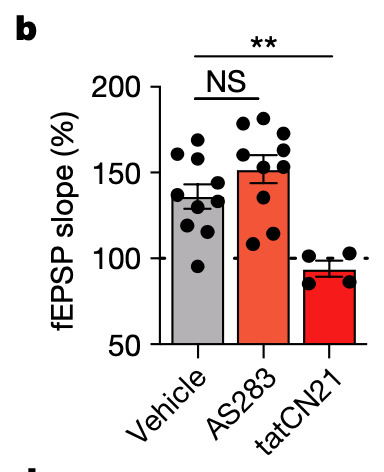 b
**
NS
200
150
100
50
fEPSP slope (%)
Vehicle
AS283
tatCN21